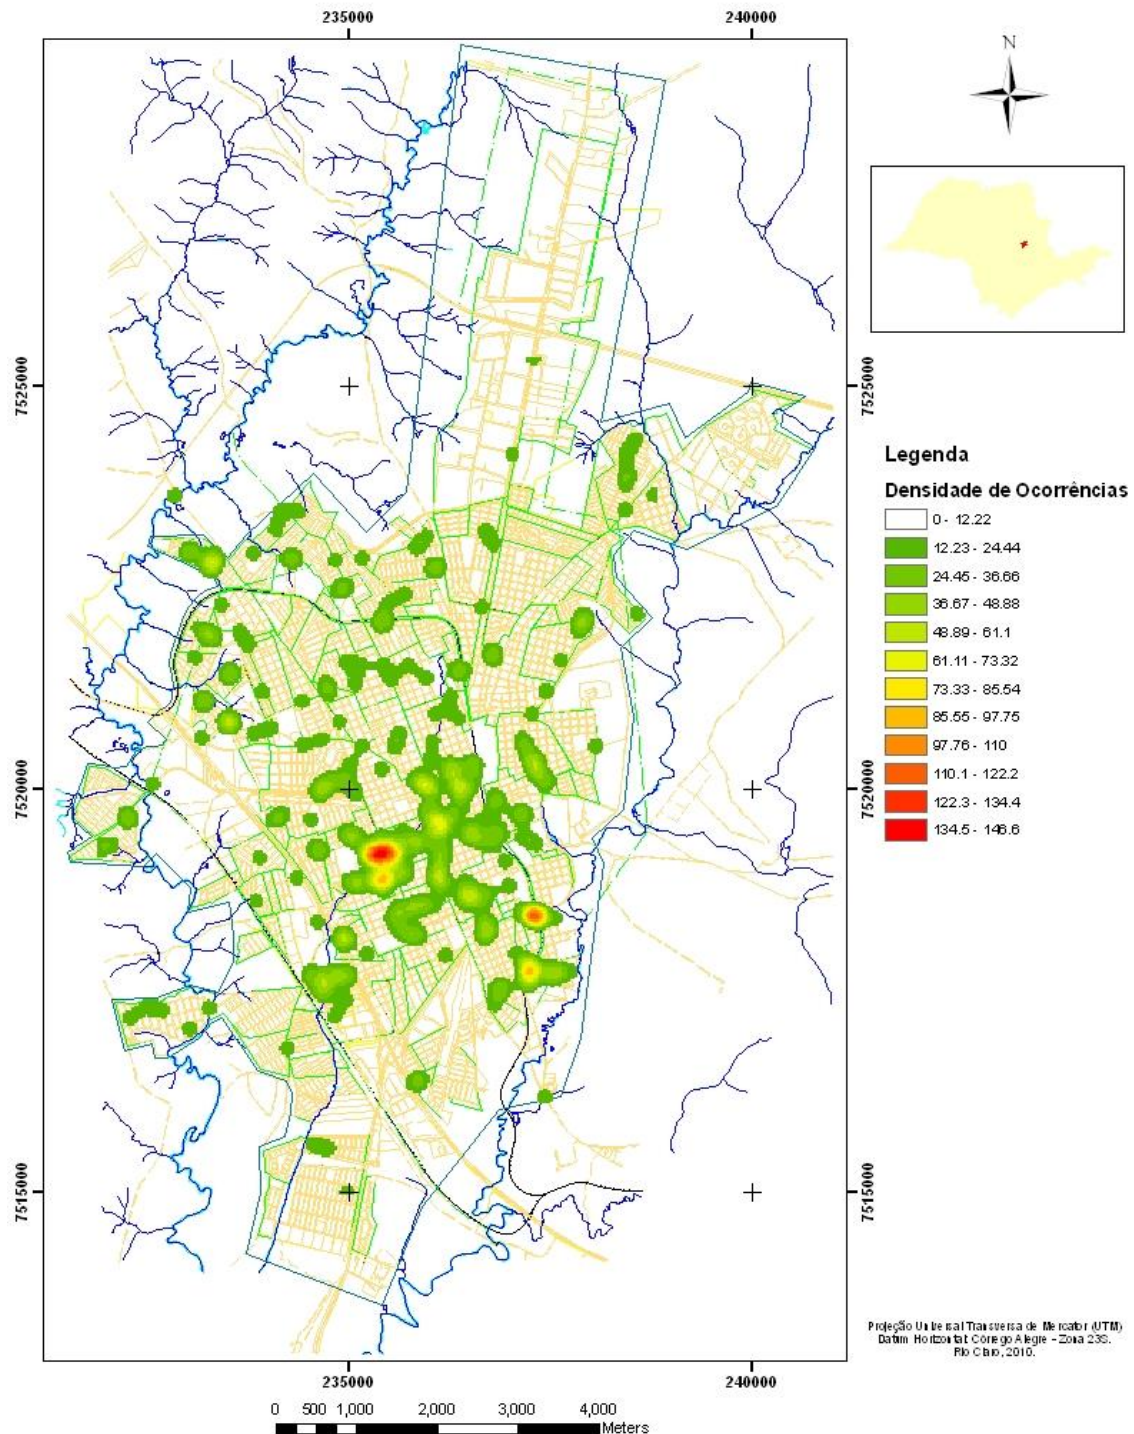 235000 240000
N
7525000 7525000
Legenda
Densidade de Ocorrências
0 - 12.22
12.23 - 24.44
24.45 - 36.66
36.67 - 48.88
48.89 - 61.1
61.11 - 73.32
73.33 - 85.54
85.55 - 97.75
97.76 - 110
110.1 - 122.2
122.3 - 134.4
134.5 - 146.6
7520000 7520000
7515000 7515000
Projeção Universal Transversa de Mercator (UTM)
Datum Horizontal: Córrego Alegre - Zona 23S.
Rio Claro, 2010.
235000 240000
0 500 1,000 2,000 3,000 4,000
Meters